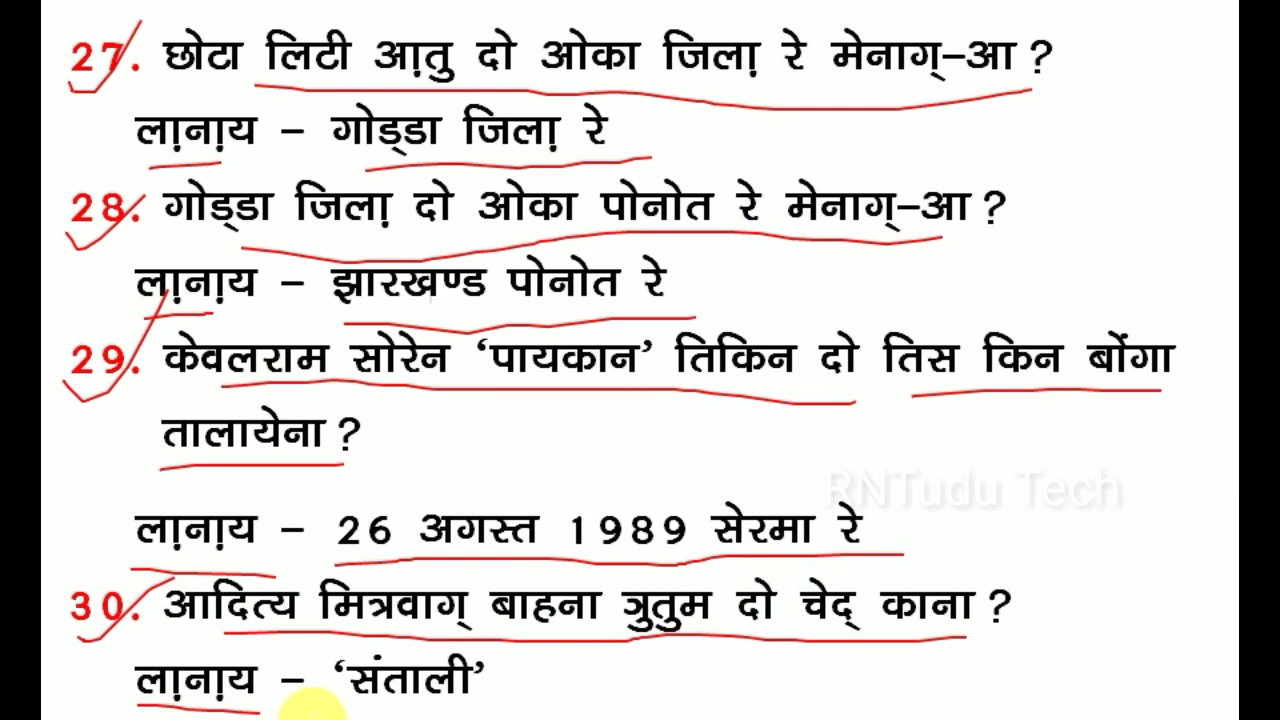 27. छोटा लिटी आ़तु दो ओका जिला़ रे मेनाग्-आ ?
ला़ना़य – गोड्डा जिला़ रे
28. गोड्डा जिला़ दो ओका पोनोत रे मेनाग्-आ ?
ला़ना़य – झारखण्ड पोनोत रे
29. केवलराम सोरेन ‘पायकान’ तिकिन दो तिस किन बोंगा
तालायेना ?
RNTudu Tech
ला़ना़य – 26 अगस्त 1989 सेरमा रे
30. आदित्य मित्रवाग् बाहना ञुतुम दो चेद् काना ?
ला़ना़य – ‘संताली’